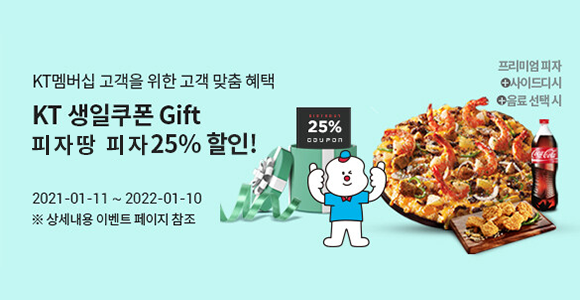 KT멤버십 고객을 위한 고객 맞춤 혜택
KT 생일쿠폰 Gift
피자땅 피자25% 할인!
2021-01-11 ~ 2022-01-10
※ 상세내용 이벤트 페이지 참조
BIRTHDAY
25%
COUPON
프리미엄 피자
+사이드디시
+음료 선택 시
Coca-Cola